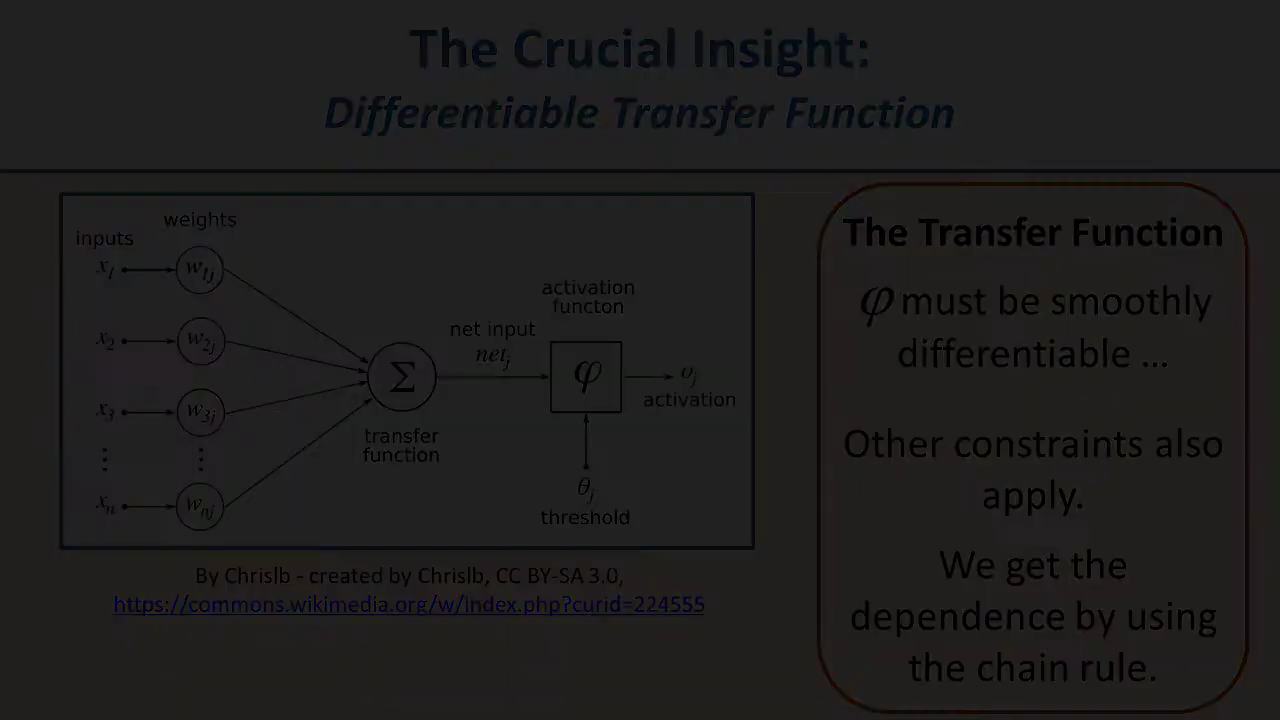 The Crucial Insight:
Differentiable Transfer Function
weights
inputs
x1
w1j
x2
w2j
x3
w3j
⋮ ⋮
xn
wnj
Σ
transfer
function
net input
netj
activation
functon
φ
oj
activation
θj
threshold
By Chrislb - created by Chrislb, CC BY-SA 3.0,
https://commons.wikimedia.org/w/index.php?curid=224555
The Transfer Function
φ must be smoothly
differentiable ...
Other constraints also
apply.
We get the
dependence by using
the chain rule.